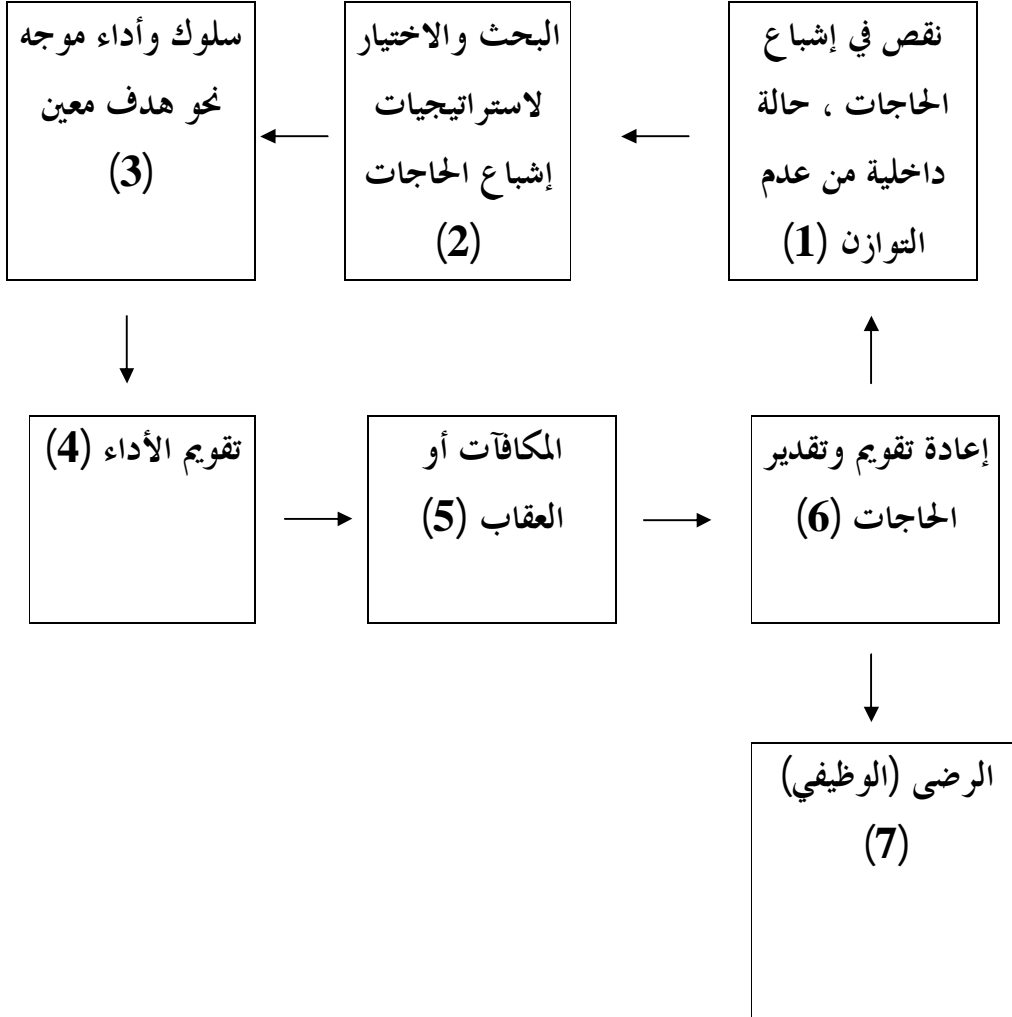 نقص في إشباع
الحاجات ، حالة
داخلية من عدم
التوازن (1)
البحث والاختيار
لاستراتيجيات
إشباع الحاجات
(2)
سلوك وأداء موجه
نحو هدف معين
(3)
تقويم الأداء (4)
المكافآت أو
العقاب (5)
إعادة تقويم وتقدير
الحاجات (6)
الرضى (الوظيفي)
(7)